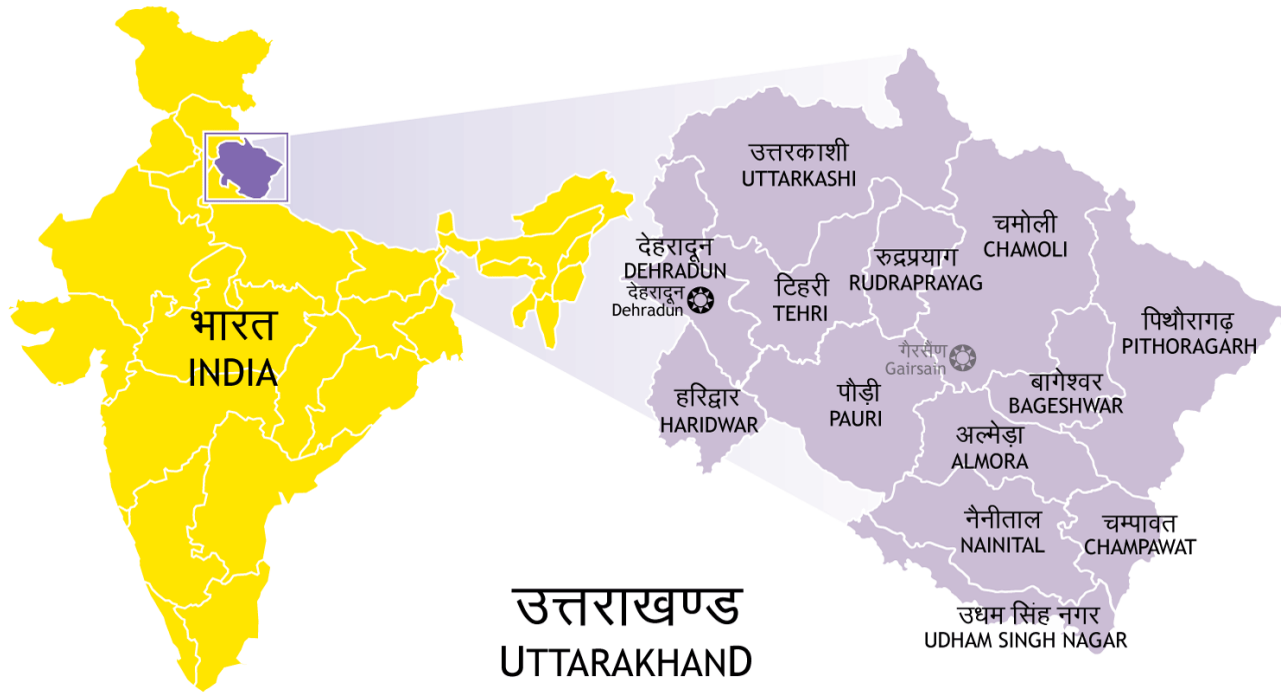 भारत
INDIA
उत्तराखण्ड
UTTARAKHAND
उत्तरकाशी
UTTARKASHI
चमोली
CHAMOLI
देहरादून
DEHRADUN
देहरादून
Dehradun
रुद्रप्रयाग
RUDRAPRAYAG
टिहरी
TEHRI
पिथौरागढ़
PITHORAGARH
गैरसैंण
Gairsain
हरिद्वार
HARIDWAR
पौड़ी
PAURI
बागेश्वर
BAGESHWAR
अल्मेड़ा
ALMORA
नैनीताल
NAINITAL
चम्पावत
CHAMPAWAT
उधम सिंह नगर
UDHAM SINGH NAGAR